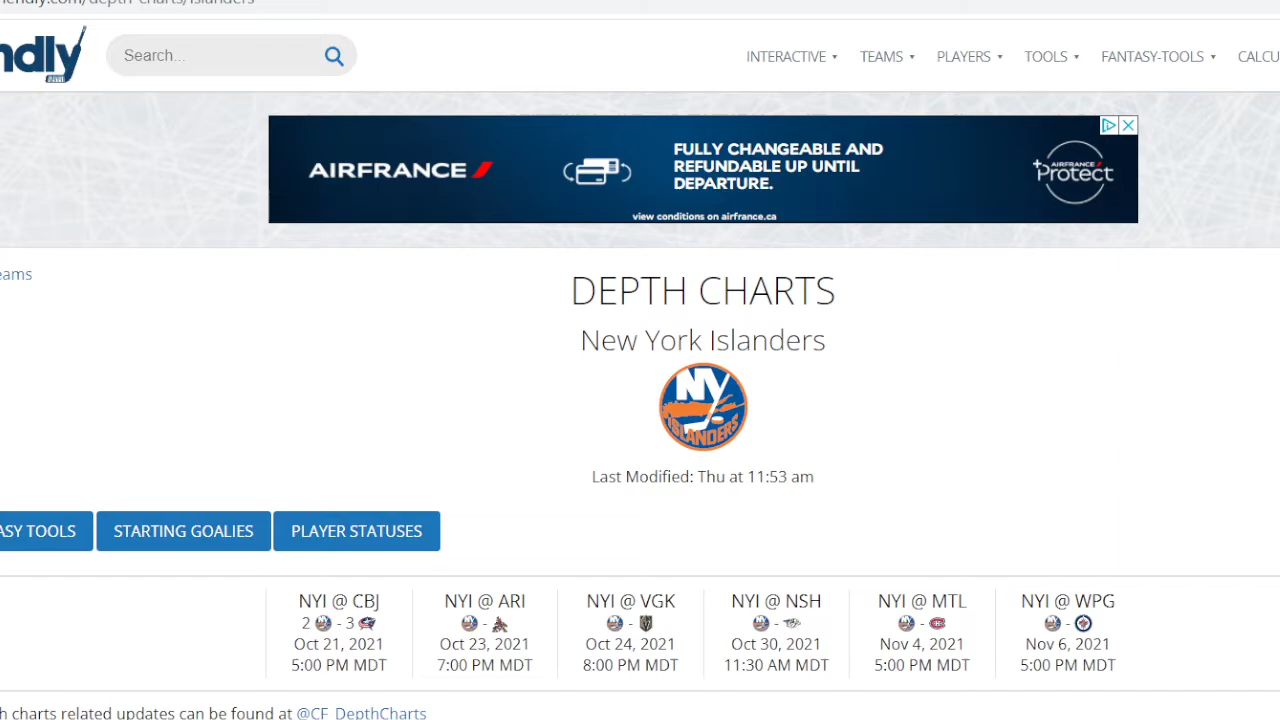 /depth-charts/islanders
ndly
Search...
INTERACTIVE TEAMS PLAYERS TOOLS FANTASY-TOOLS CALCU
AIRFRANCE
FULLY CHANGEABLE AND
REFUNDABLE UP UNTIL
DEPARTURE.
view conditions on airfrance.ca
AIRFRANCE
Protect
eams
DEPTH CHARTS
New York Islanders
NY
ISLANDERS
Last Modified: Thu at 11:53 am
ASY TOOLS STARTING GOALIES PLAYER STATUSES
NYI @ CBJ NYI @ ARI NYI @ VGK NYI @ NSH NYI @ MTL NYI @ WPG
2 - 3 - - - - -
Oct 21, 2021 Oct 23, 2021 Oct 24, 2021 Oct 30, 2021 Nov 4, 2021 Nov 6, 2021
5:00 PM MDT 7:00 PM MDT 8:00 PM MDT 11:30 AM MDT 5:00 PM MDT 5:00 PM MDT
h charts related updates can be found at @CF_DepthCharts